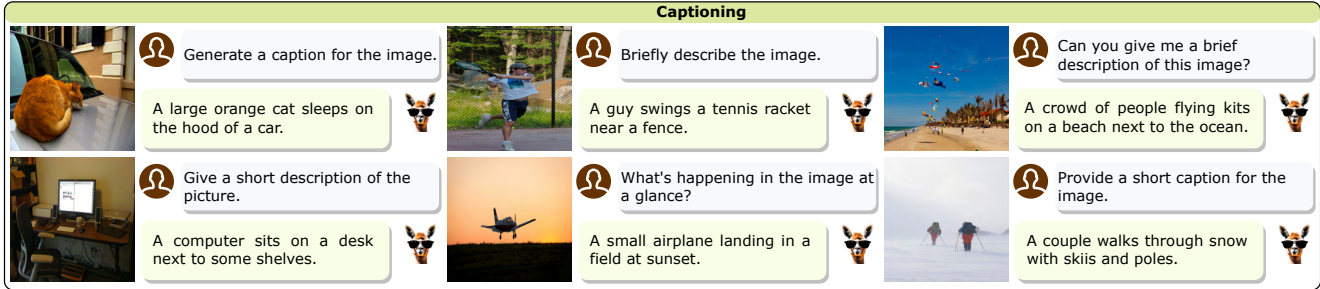 Captioning
Generate a caption for the image.
A large orange cat sleeps on
the hood of a car.
Briefly describe the image.
A guy swings a tennis racket
near a fence.
Can you give me a brief
description of this image?
A crowd of people flying kits
on a beach next to the ocean.
Give a short description of the
picture.
A computer sits on a desk
next to some shelves.
What's happening in the image at
a glance?
A small airplane landing in a
field at sunset.
Provide a short caption for the
image.
A couple walks through snow
with skiis and poles.